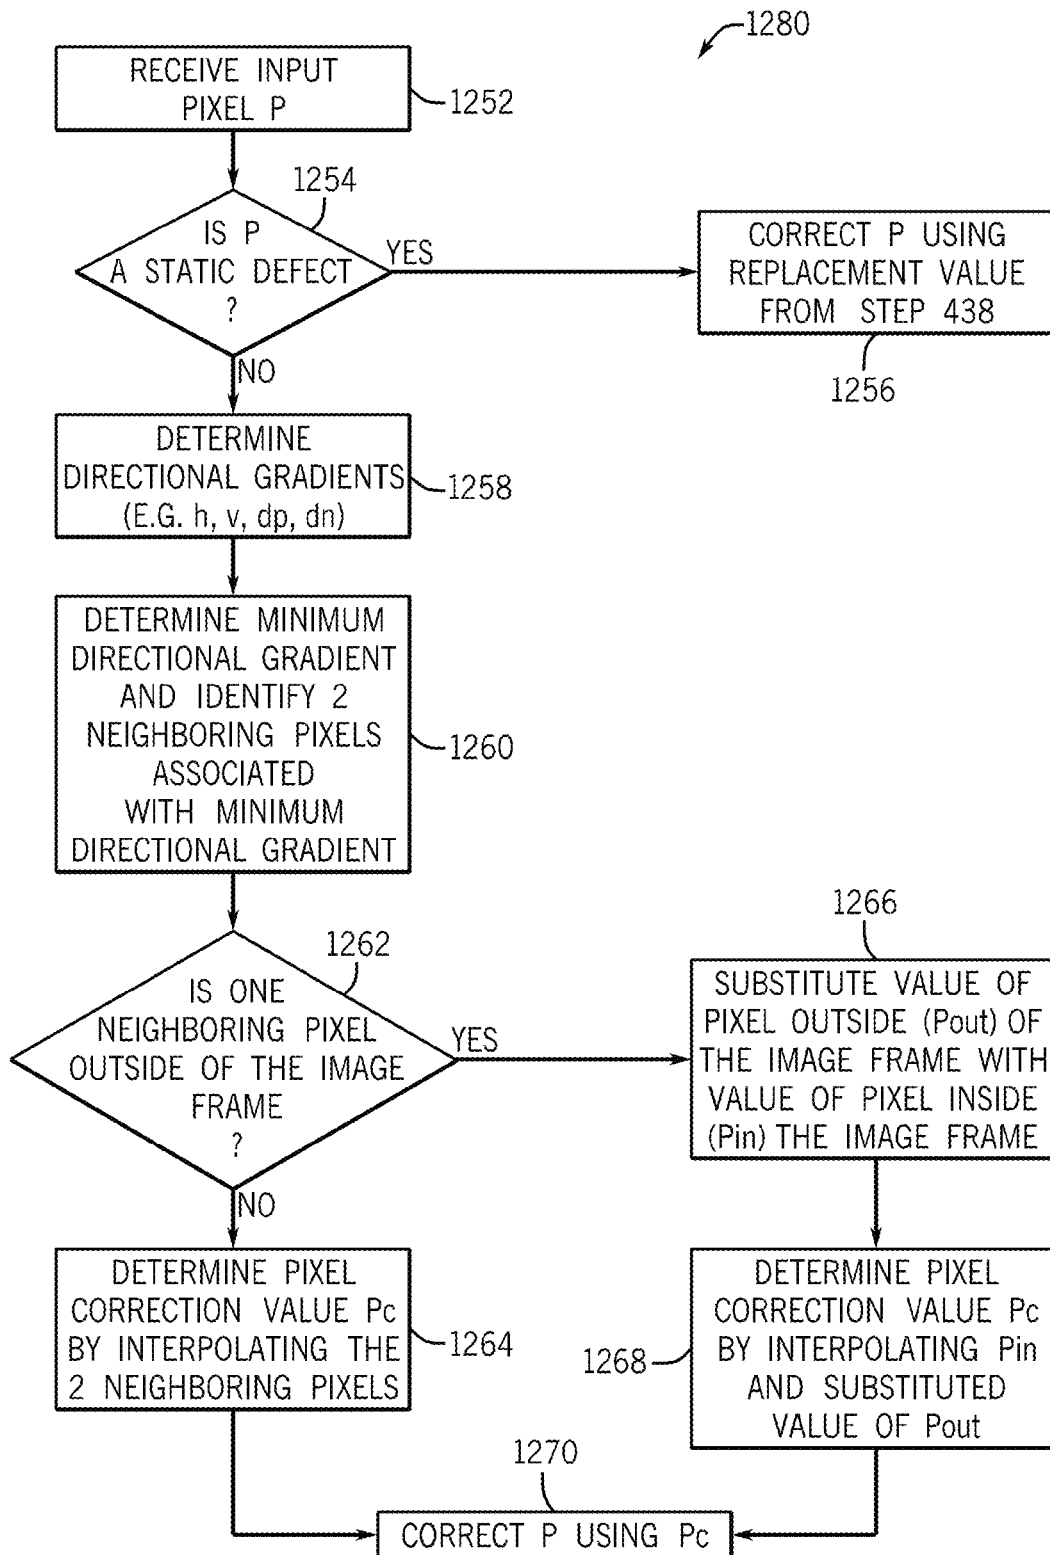 1280
RECEIVE INPUT
PIXEL P
1252
1254
IS P
A STATIC DEFECT
?
YES
NO
CORRECT P USING
REPLACEMENT VALUE
FROM STEP 438
1256
DETERMINE
DIRECTIONAL GRADIENTS
(E.G. h, v, dp, dn)
1258
DETERMINE MINIMUM
DIRECTIONAL GRADIENT
AND IDENTIFY 2
NEIGHBORING PIXELS
ASSOCIATED
WITH MINIMUM
DIRECTIONAL GRADIENT
1260
1262
IS ONE
NEIGHBORING PIXEL
OUTSIDE OF THE IMAGE
FRAME
?
YES
NO
1266
SUBSTITUTE VALUE OF
PIXEL OUTSIDE (Pout) OF
THE IMAGE FRAME WITH
VALUE OF PIXEL INSIDE
(Pin) THE IMAGE FRAME
DETERMINE PIXEL
CORRECTION VALUE Pc
BY INTERPOLATING THE
2 NEIGHBORING PIXELS
1264
1268
DETERMINE PIXEL
CORRECTION VALUE Pc
BY INTERPOLATING Pin
AND SUBSTITUTED
VALUE OF Pout
1270
CORRECT P USING Pc